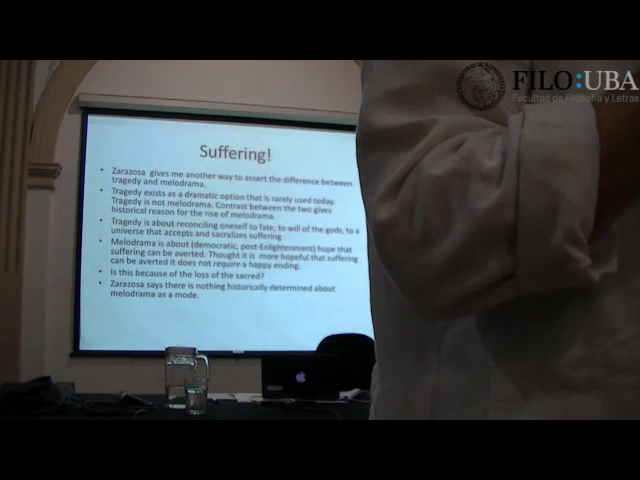 FILO:UBA
Facultad de Filosofía y Letras
Suffering!
• Zarazosa gives me another way to assert the difference between
tragedy and melodrama.
• Tragedy exists as a dramatic option that is rarely used today.
Tragedy is not melodrama. Contrast between the two gives
historical reason for the rise of melodrama.
• Tragedy is about reconciling oneself to fate, to will of the gods, to a
universe that accepts and sacralizes suffering
• Melodrama is about (democratic, post-Enlightenment) hope that
suffering can be averted. Thought it is more hopeful that suffering
can be averted it does not require a happy ending.
• Is this because of the loss of the sacred?
• Zarazosa says there is nothing historically determined about
melodrama as a mode.